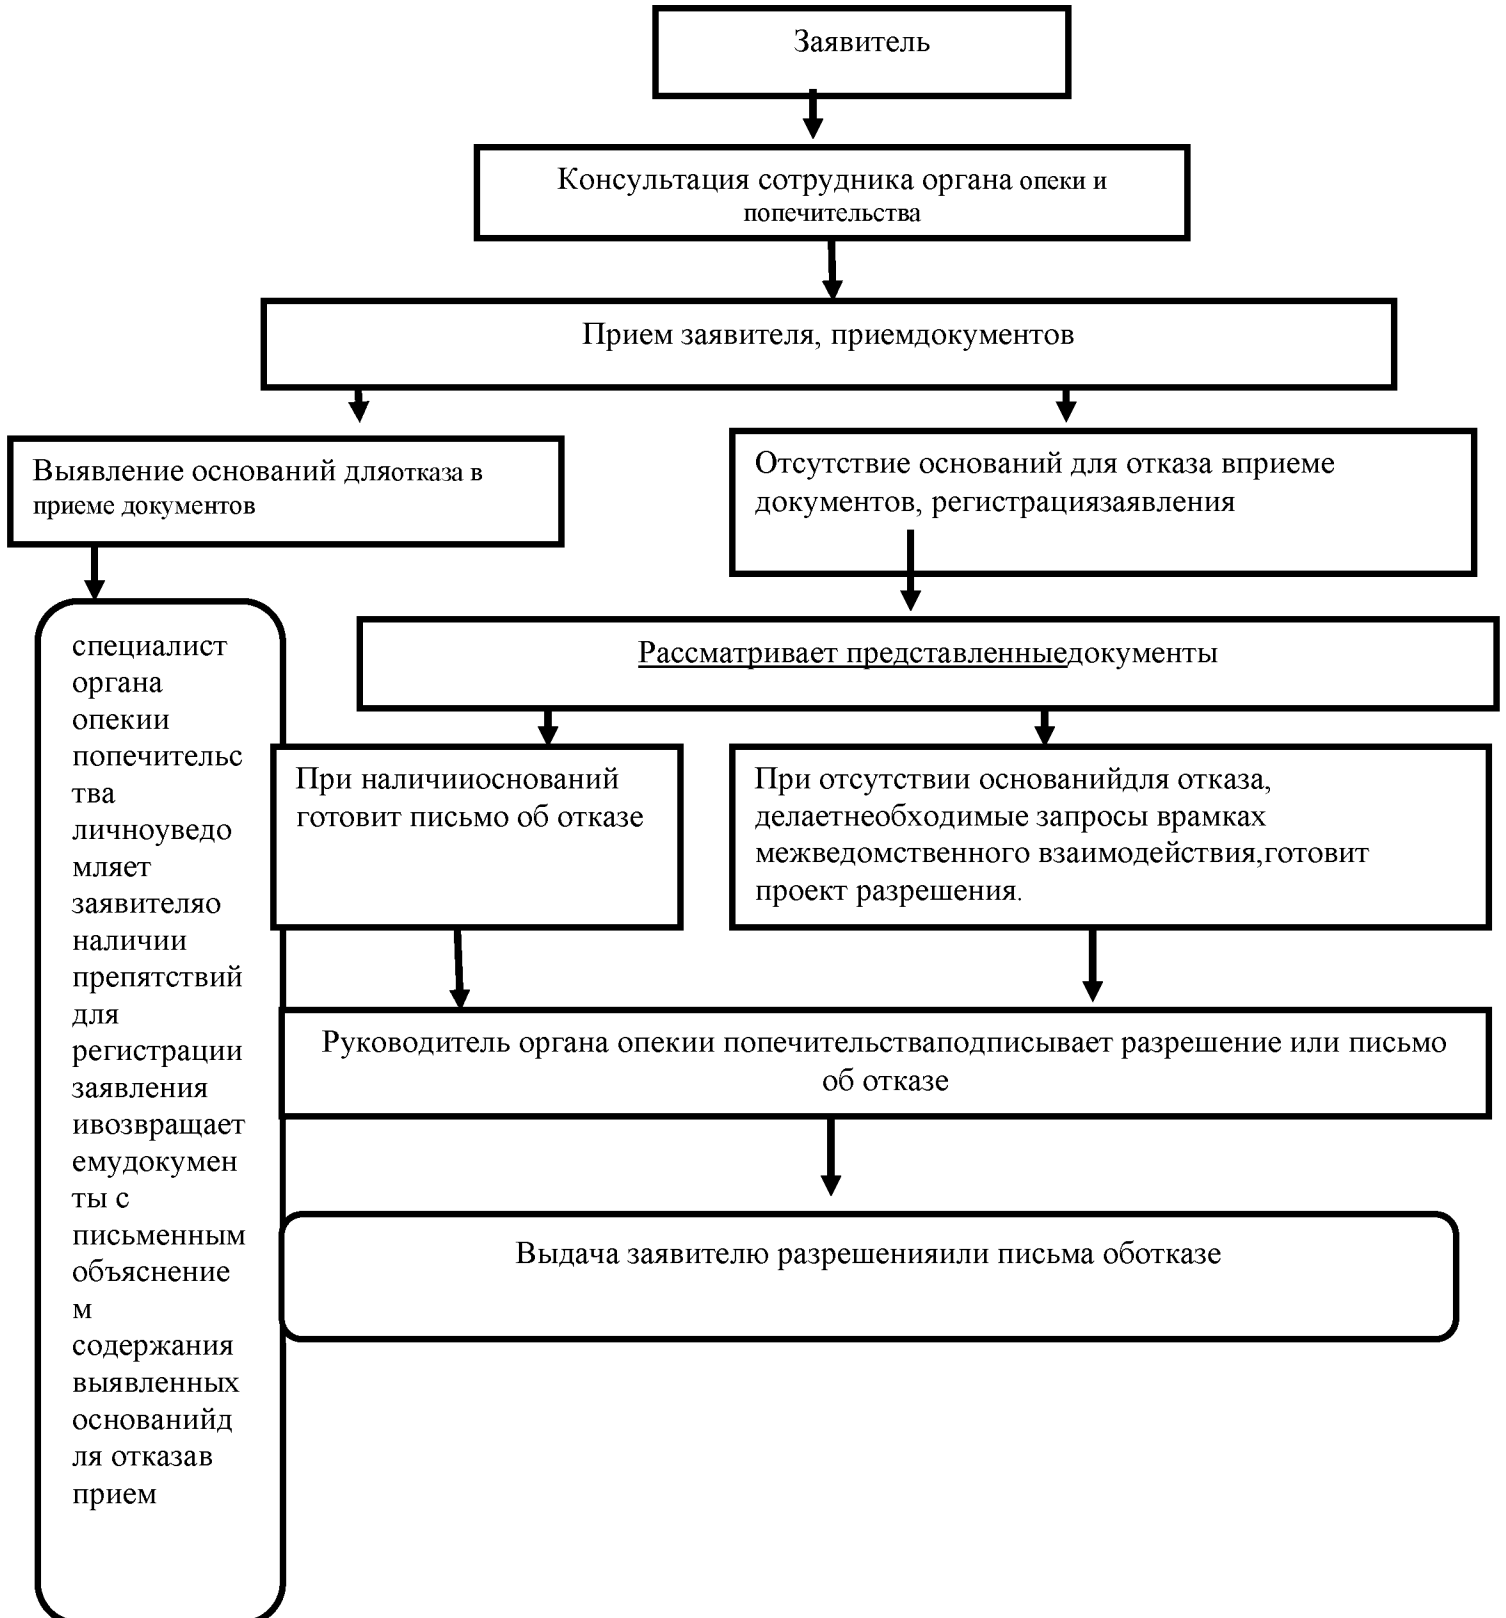 Заявитель
Консультация сотрудника органа опеки и
попечительства
Прием заявителя, приемдокументов
Выявление оснований дляотказа в
приеме документов
Отсутствие оснований для отказа вприеме
документов, регистрациязаявления
специалист
органа
опекии
попечительс
тва
личноуведо
мляет
заявителяо
наличии
препятствий
для
регистрации
заявления
ивозвращает
емудокумен
ты с
письменным
объяснение
м
содержания
выявленных
основанийд
ля отказав
прием
Рассматривает представленныедокументы
При наличииоснований
готовит письмо об отказе
При отсутствии основанийдля отказа,
делаетнеобходимые запросы врамках
межведомственного взаимодействия,готовит
проект разрешения.
Руководитель органа опекии попечительстваподписывает разрешение или письмо
об отказе
Выдача заявителю разрешенияили письма оботказе